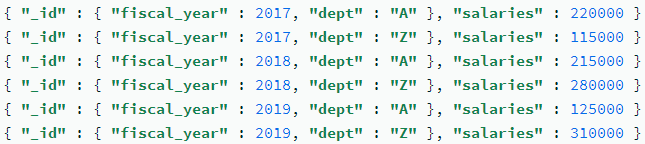 { "_id" : { "fiscal_year" : 2017, "dept" : "A" }, "salaries" : 220000 }
{ "_id" : { "fiscal_year" : 2017, "dept" : "Z" }, "salaries" : 115000 }
{ "_id" : { "fiscal_year" : 2018, "dept" : "A" }, "salaries" : 215000 }
{ "_id" : { "fiscal_year" : 2018, "dept" : "Z" }, "salaries" : 280000 }
{ "_id" : { "fiscal_year" : 2019, "dept" : "A" }, "salaries" : 125000 }
{ "_id" : { "fiscal_year" : 2019, "dept" : "Z" }, "salaries" : 310000 }